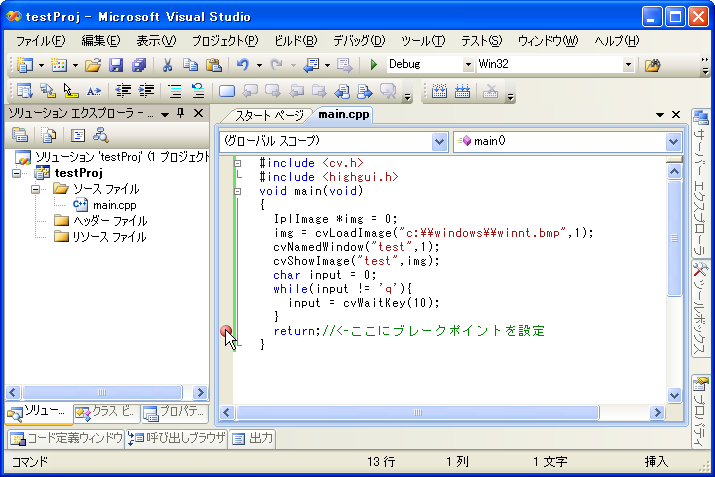 testProj - Microsoft Visual Studio
ファイル(F) 編集(E) 表示(V) プロジェクト(P) ビルド(B) デバッグ(D) ツール(T) テスト(S) ウィンドウ(W) ヘルプ(H)
Debug Win32
ソリューション エクスプローラ - ...
スタート ページ main.cpp
(グローバル スコープ) main()
ソリューション 'testProj' (1 プロジェクト
testProj
ソース ファイル
main.cpp
ヘッダー ファイル
リソース ファイル
#include <cv.h>
#include <highgui.h>
void main(void)
{
IplImage *img = 0;
img = cvLoadImage("c:\\windows\\winnt.bmp",1);
cvNamedWindow("test",1);
cvShowImage("test",img);
char input = 0;
while(input != 'q'){
input = cvWaitKey(10);
}
return;//<-ここにブレークポイントを設定
}
サーバー エクスプローラ
ツールボックス
プロパティ
ソリュー... クラス ビ... プロパテ...
コード定義ウィンドウ 呼び出しブラウザ 出力
コマンド 13 行 1 列 1 文字 挿入